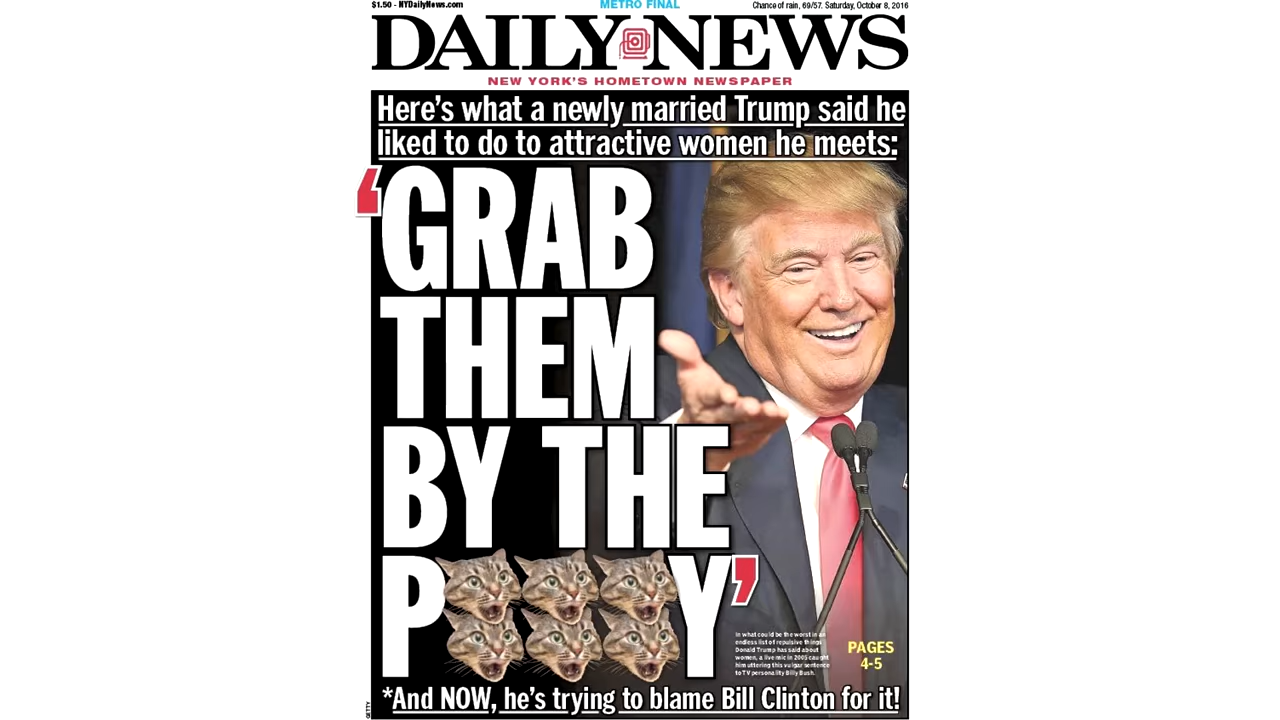 $1.50 - NYDailyNews.com
METRO FINAL
Chance of rain, 69/57. Saturday, October 8, 2016
DAILY NEWS
NEW YORK'S HOMETOWN NEWSPAPER
Here's what a newly married Trump said he
liked to do to attractive women he meets:
'GRAB
THEM
BY THE
P Y'
In what could be the worst in an
endless list of repulsive things
Donald Trump has said about
women, a live mic in 2005 caught
him uttering this vulgar sentence
to TV personality Billy Bush.
PAGES
4-5
*And NOW, he's trying to blame Bill Clinton for it!
GETTY